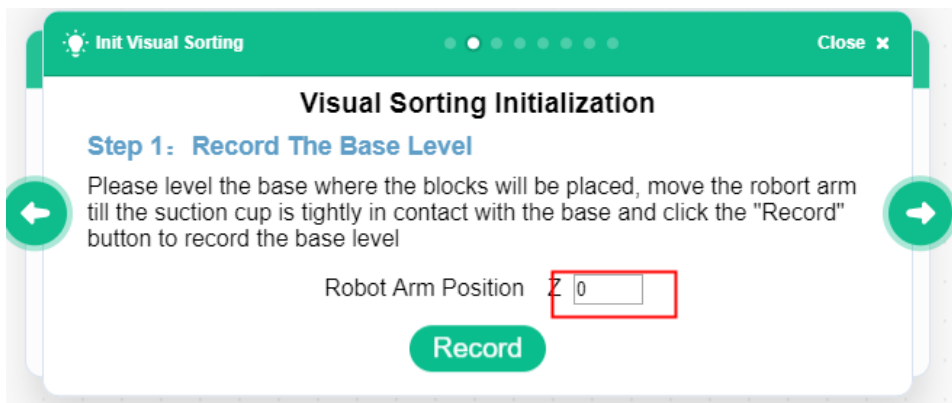 Init Visual Sorting
Close ×
Visual Sorting Initialization
Step 1：Record The Base Level
Please level the base where the blocks will be placed, move the robort arm
till the suction cup is tightly in contact with the base and click the "Record"
button to record the base level
Robot Arm Position Z 0
Record